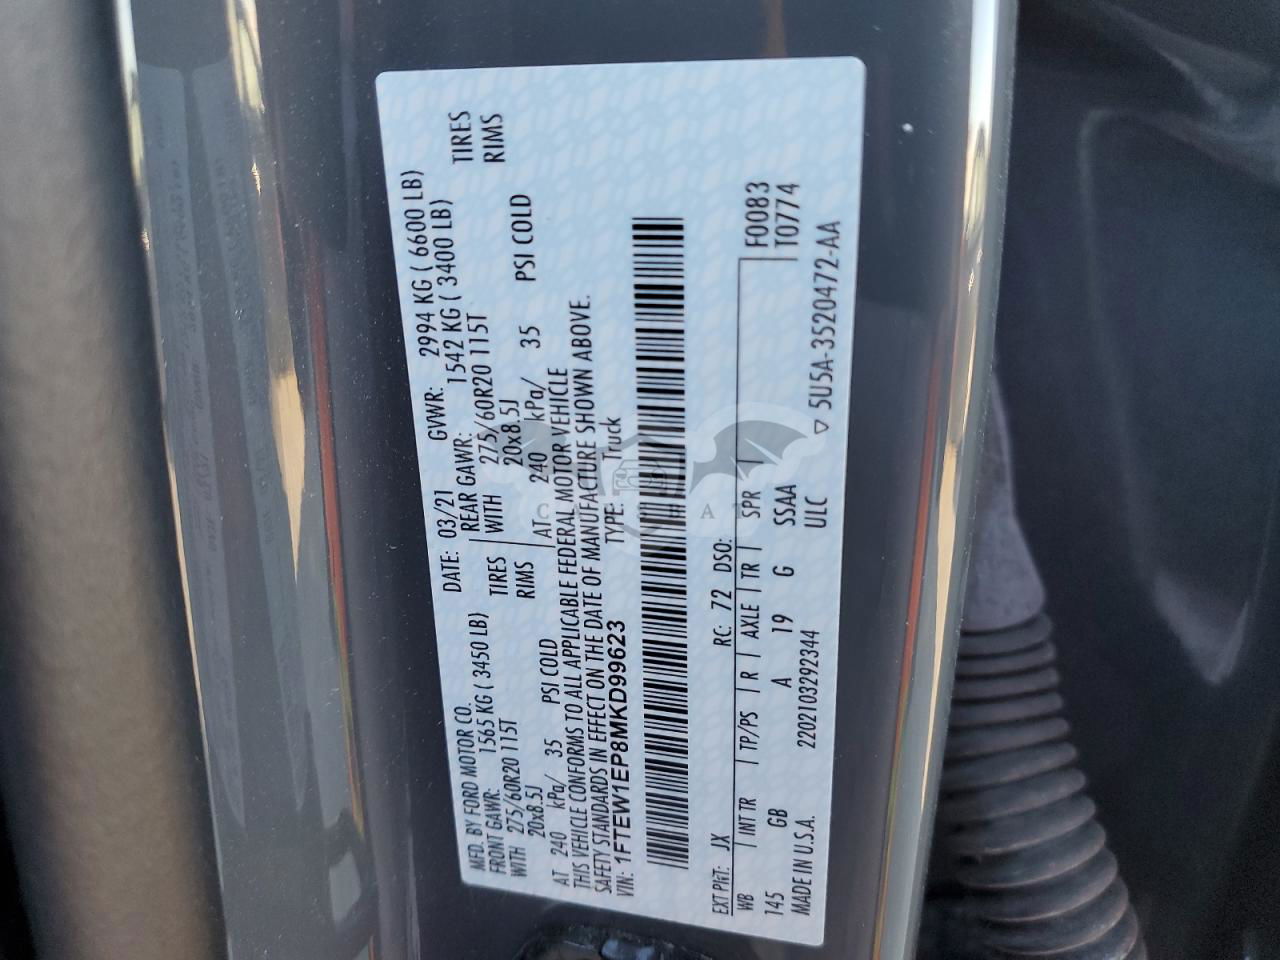 MFD. BY FORD MOTOR CO.
DATE: 03/21 GVWR: 2994 KG ( 6600 LB)
FRONT GAWR: 1565 KG ( 3450 LB)
REAR GAWR: 1542 KG ( 3400 LB)
WITH 275/60R20 115T TIRES
WITH 275/60R20 115T TIRES
20x8.5J RIMS
20x8.5J RIMS
AT 240 kPa/ 35 PSI COLD
AT 240 kPa/ 35 PSI COLD
THIS VEHICLE CONFORMS TO ALL APPLICABLE FEDERAL MOTOR VEHICLE
SAFETY STANDARDS IN EFFECT ON THE DATE OF MANUFACTURE SHOWN ABOVE.
VIN: 1FTEW1EP8MKD99623 TYPE: Truck
EXT PNT: JX RC: 72 DSO: F0083
WB INT TR TP/PS R AXLE TR SPR T0774
145 GB A 19 G SSAA
MADE IN U.S.A. 220210329​2344 ULC ▽ 5U5A-3520472-AA